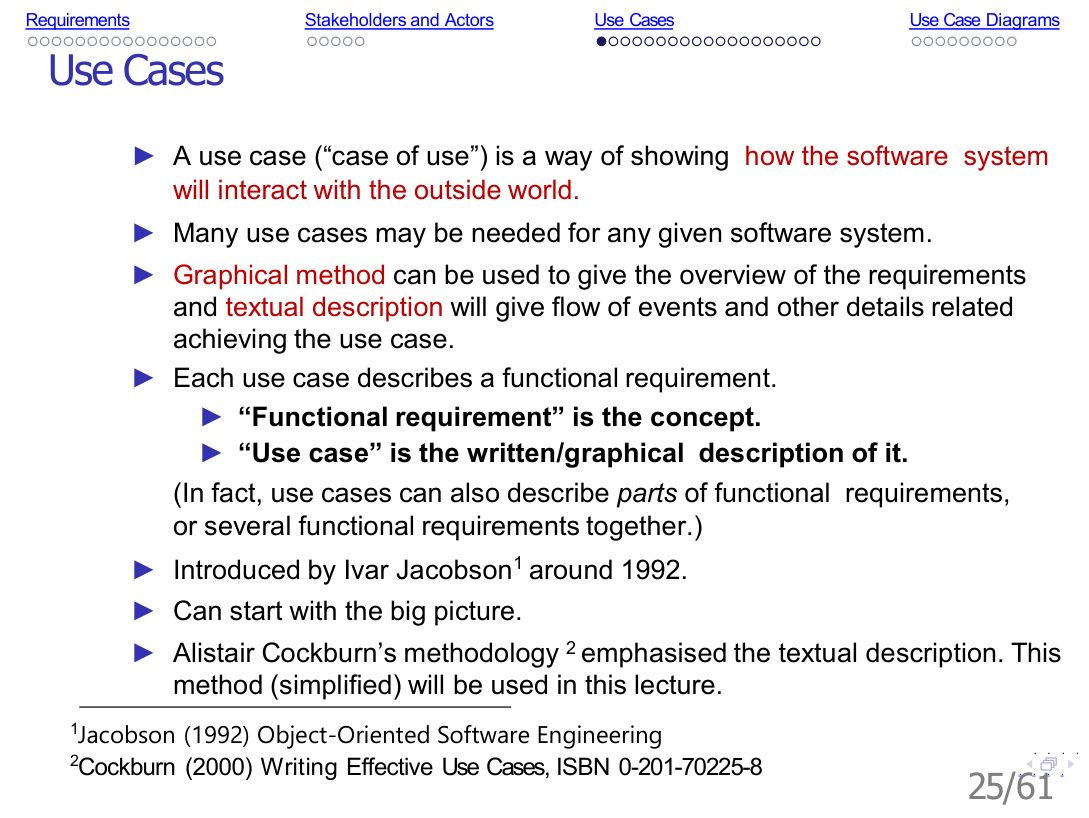 Requirements Stakeholders and Actors Use Cases Use Case Diagrams
Use Cases
► A use case (“case of use”) is a way of showing how the software system
will interact with the outside world.
► Many use cases may be needed for any given software system.
► Graphical method can be used to give the overview of the requirements
and textual description will give flow of events and other details related
achieving the use case.
► Each use case describes a functional requirement.
► “Functional requirement” is the concept.
► “Use case” is the written/graphical description of it.
(In fact, use cases can also describe parts of functional requirements,
or several functional requirements together.)
► Introduced by Ivar Jacobson1 around 1992.
► Can start with the big picture.
► Alistair Cockburn’s methodology 2 emphasised the textual description. This
method (simplified) will be used in this lecture.
1Jacobson (1992) Object-Oriented Software Engineering
2Cockburn (2000) Writing Effective Use Cases, ISBN 0-201-70225-8
25/61